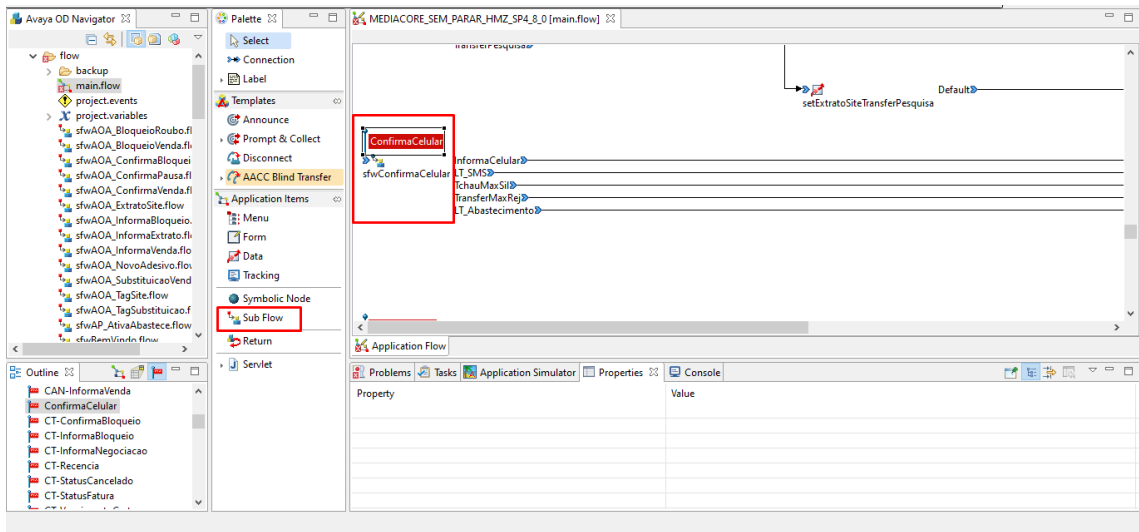 Avaya OD Navigator
flow
backup
main.flow
project.events
project.variables
sfwAOA_BloqueioRoubo.fl
sfwAOA_BloqueioVenda.fl
sfwAOA_ConfirmaBloquei
sfwAOA_ConfirmaPausa.fl
sfwAOA_ConfirmaVenda.fl
sfwAOA_ExtratoSite.flow
sfwAOA_InformaBloqueio.
sfwAOA_InformaExtrato.fl
sfwAOA_InformaVenda.flo
sfwAOA_NovoAdesivo.flov
sfwAOA_SubstituicaoVend
sfwAOA_TagSite.flow
sfwAOA_TagSubstituicao.f
sfwAP_AtivaAbastece.flow
sfwBemVindo.flow
Palette
Select
Connection
Label
Templates
Announce
Prompt & Collect
Disconnect
AACC Blind Transfer
Application Items
Menu
Form
Data
Tracking
Symbolic Node
Sub Flow
Return
Servlet
MEDIACORE_SEM_PARAR_HMZ_SP4_8_0 [main.flow]
TransferPesquisa
Default
setExtratoSiteTransferPesquisa
ConfirmaCelular
sfwConfirmaCelular
InformaCelular
LT_SMS
TchauMaxSil
TransferMaxRej
LT_Abastecimento
Application Flow
Outline
CAN-InformaVenda
ConfirmaCelular
CT-ConfirmaBloqueio
CT-InformaBloqueio
CT-InformaNegociacao
CT-Recencia
CT-StatusCancelado
CT-StatusFatura
Problems Tasks Application Simulator Properties Console
Property Value